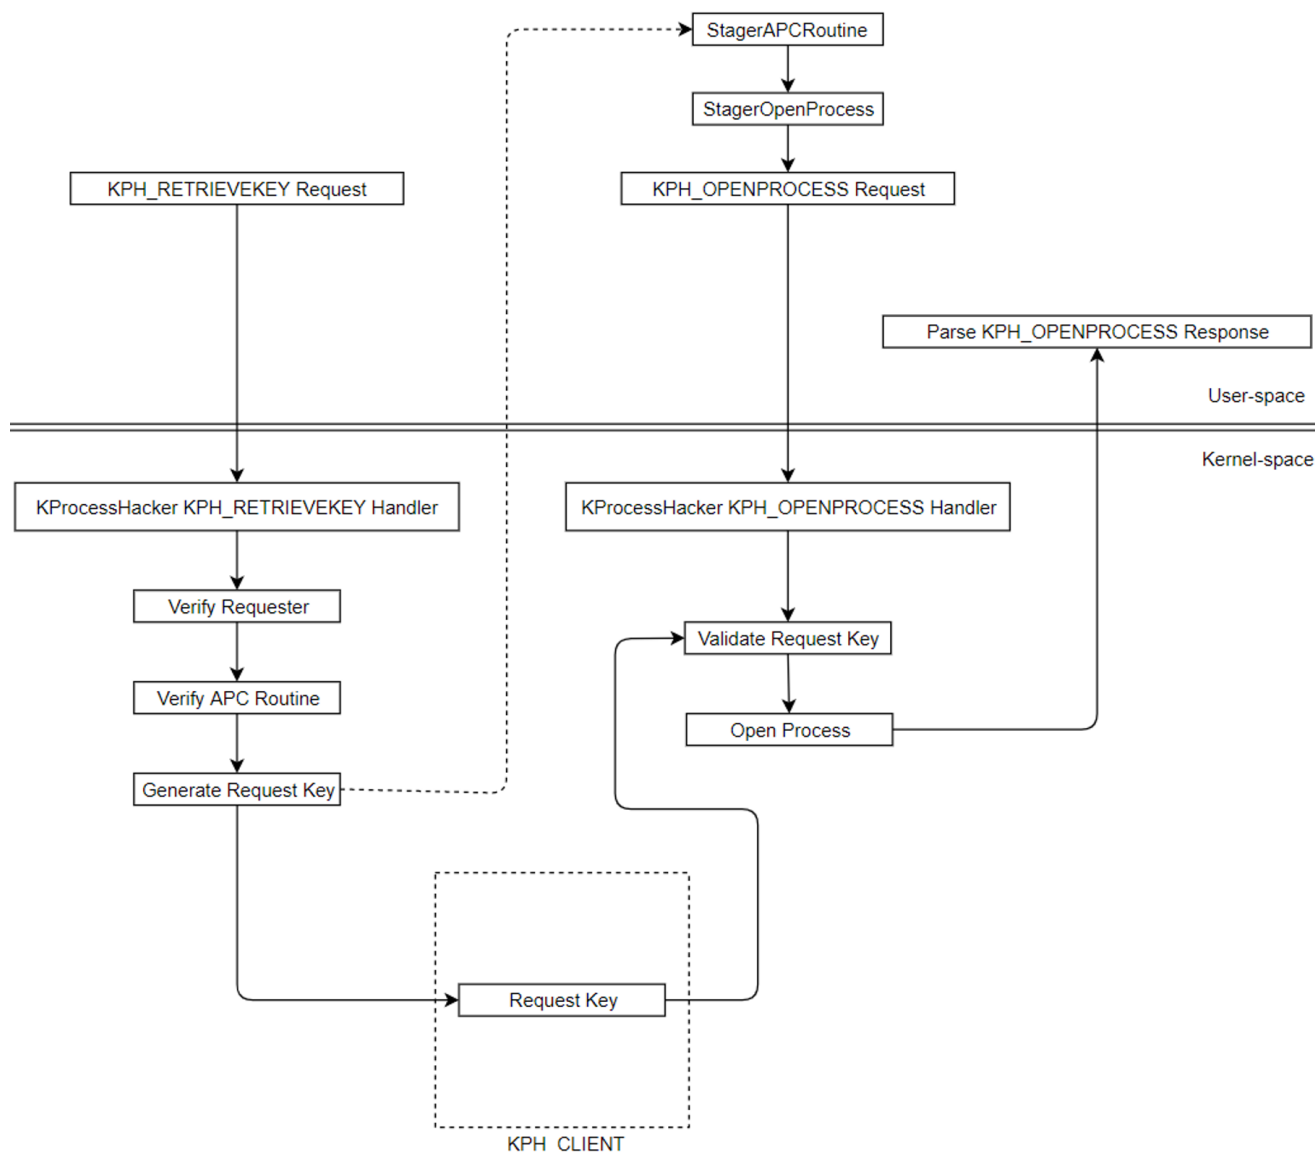 StagerAPCRoutine
StagerOpenProcess
KPH_RETRIEVEKEY Request
KPH_OPENPROCESS Request
Parse KPH_OPENPROCESS Response
User-space
Kernel-space
KProcessHacker KPH_RETRIEVEKEY Handler
KProcessHacker KPH_OPENPROCESS Handler
Verify Requester
Validate Request Key
Verify APC Routine
Open Process
Generate Request Key
Request Key
KPH_CLIENT